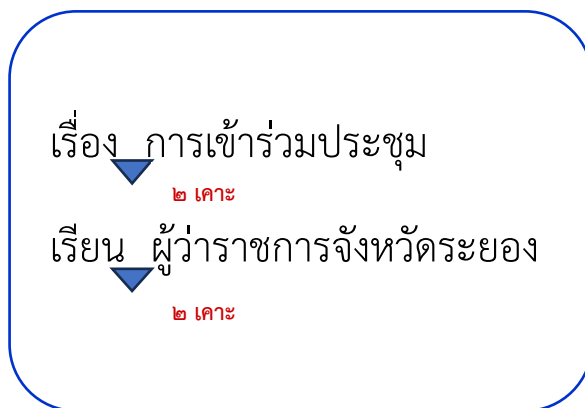 เรื่อง  การเข้าร่วมประชุม
๒ เคาะ
เรียน  ผู้ว่าราชการจังหวัดระยอง
๒ เคาะ